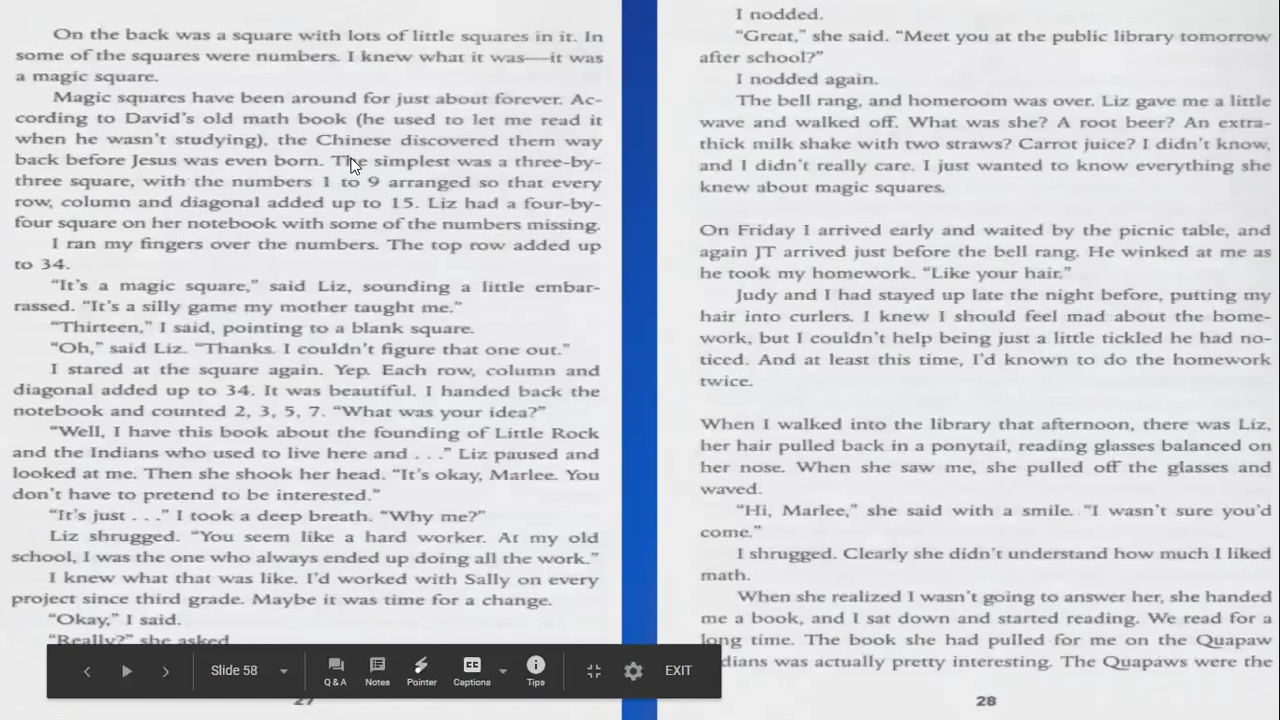 On the back was a square with lots of little squares in it. In
some of the squares were numbers. I knew what it was—it was
a magic square.
Magic squares have been around for just about forever. Ac-
cording to David's old math book (he used to let me read it
when he wasn't studying), the Chinese discovered them way
back before Jesus was even born. The simplest was a three-by-
three square, with the numbers 1 to 9 arranged so that every
row, column and diagonal added up to 15. Liz had a four-by-
four square on her notebook with some of the numbers missing.
I ran my fingers over the numbers. The top row added up
to 34.
"It's a magic square," said Liz, sounding a little embar-
rassed. "It's a silly game my mother taught me."
"Thirteen," I said, pointing to a blank square.
"Oh," said Liz. "Thanks. I couldn't figure that one out."
I stared at the square again. Yep. Each row, column and
diagonal added up to 34. It was beautiful. I handed back the
notebook and counted 2, 3, 5, 7. "What was your idea?"
"Well, I have this book about the founding of Little Rock
and the Indians who used to live here and . . ." Liz paused and
looked at me. Then she shook her head. "It's okay, Marlee. You
don't have to pretend to be interested."
"It's just . . ." I took a deep breath. "Why me?"
Liz shrugged. "You seem like a hard worker. At my old
school, I was the one who always ended up doing all the work."
I knew what that was like. I'd worked with Sally on every
project since third grade. Maybe it was time for a change.
"Okay," I said.
"Really?" she asked.
27
I nodded.
"Great," she said. "Meet you at the public library tomorrow
after school?"
I nodded again.
The bell rang, and homeroom was over. Liz gave me a little
wave and walked off. What was she? A root beer? An extra-
thick milk shake with two straws? Carrot juice? I didn't know,
and I didn't really care. I just wanted to know everything she
knew about magic squares.
On Friday I arrived early and waited by the picnic table, and
again JT arrived just before the bell rang. He winked at me as
he took my homework. "Like your hair."
Judy and I had stayed up late the night before, putting my
hair into curlers. I knew I should feel mad about the home-
work, but I couldn't help being just a little tickled he had no-
ticed. And at least this time, I'd known to do the homework
twice.
When I walked into the library that afternoon, there was Liz,
her hair pulled back in a ponytail, reading glasses balanced on
her nose. When she saw me, she pulled off the glasses and
waved.
"Hi, Marlee," she said with a smile. "I wasn't sure you'd
come."
I shrugged. Clearly she didn't understand how much I liked
math.
When she realized I wasn't going to answer her, she handed
me a book, and I sat down and started reading. We read for a
long time. The book she had pulled for me on the Quapaw
dians was actually pretty interesting. The Quapaws were the
28
Slide 58
Q & A
Notes
Pointer
Captions
Tips
EXIT